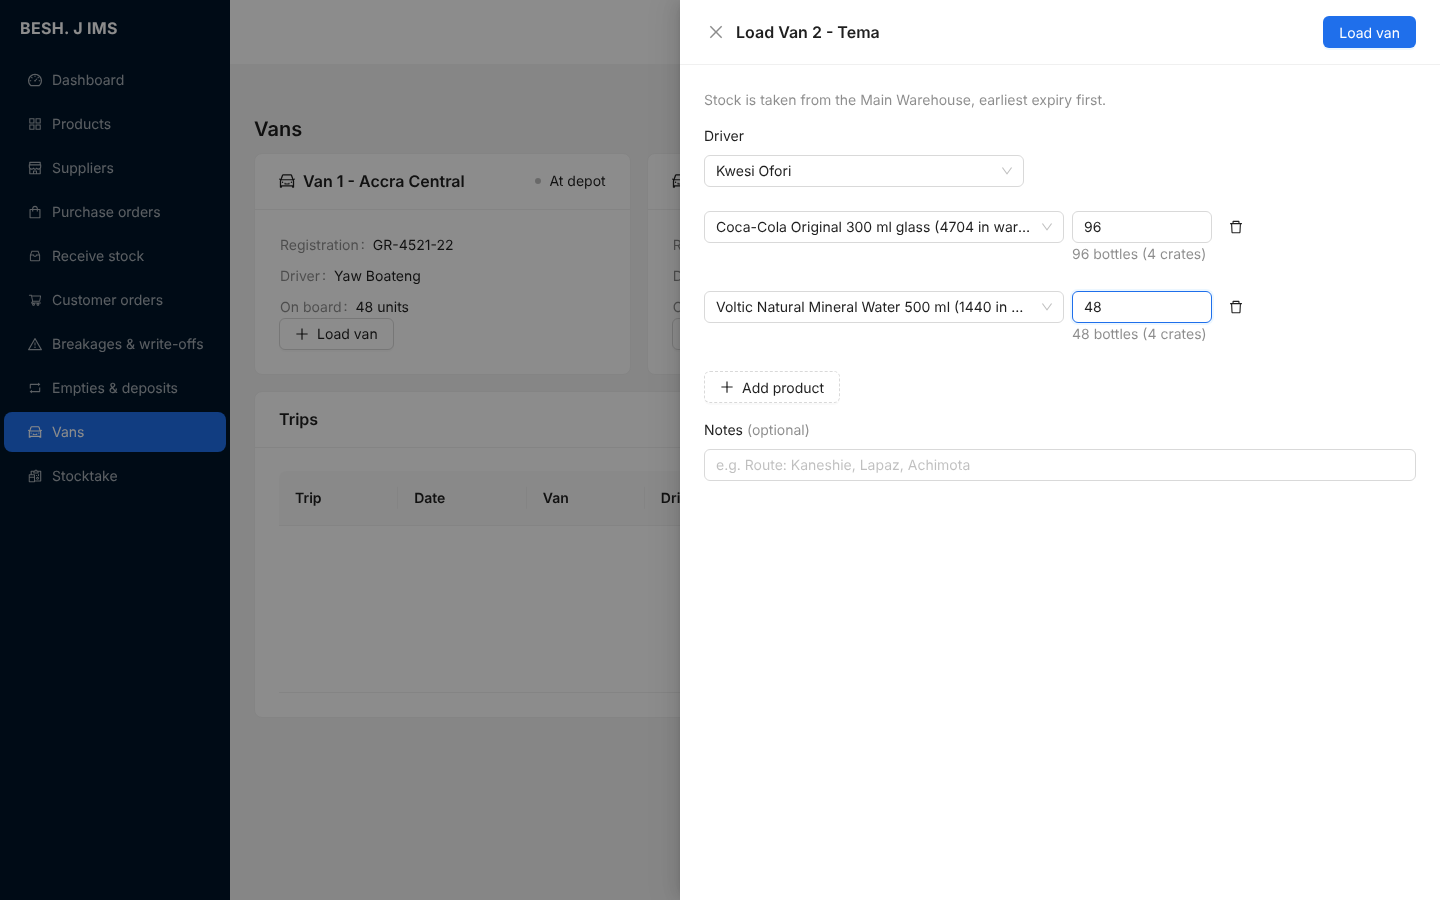 BESH. J IMS
Dashboard
Products
Suppliers
Purchase orders
Receive stock
Customer orders
Breakages & write-offs
Empties & deposits
Vans
Stocktake
Vans
Van 1 - Accra Central
At depot
Registration: GR-4521-22
Driver: Yaw Boateng
On board: 48 units
Load van
Trips
Trip Date Van
Load Van 2 - Tema
Load van
Stock is taken from the Main Warehouse, earliest expiry first.
Driver
Kwesi Ofori
Coca-Cola Original 300 ml glass (4704 in war... 96
96 bottles (4 crates)
Voltic Natural Mineral Water 500 ml (1440 in ... 48
48 bottles (4 crates)
Add product
Notes (optional)
e.g. Route: Kaneshie, Lapaz, Achimota